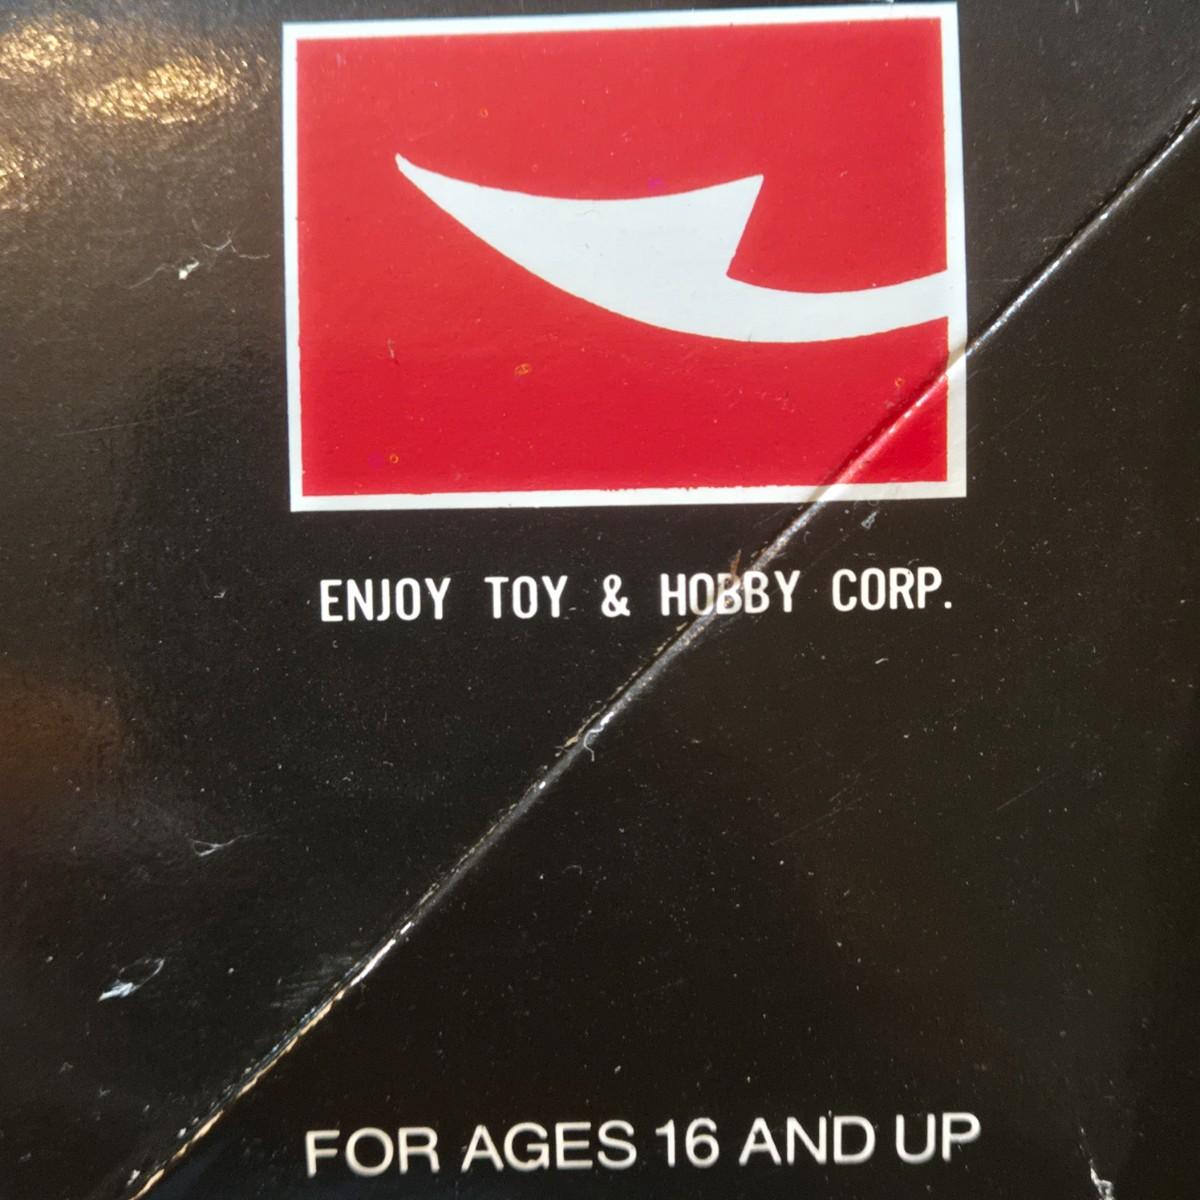 ENJOY TOY & HOBBY CORP.
FOR AGES 16 AND UP